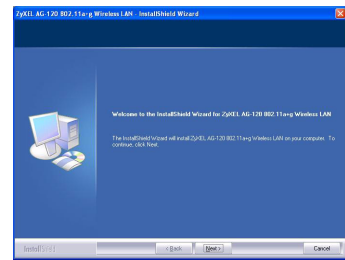 ZyXEL AG-120 802.11a+g Wireless LAN - InstallShield Wizard
Welcome to the InstallShield Wizard for ZyXEL AG-120 802.11a+g Wireless LAN
The InstallShield Wizard will install ZyXEL AG-120 802.11a+g Wireless LAN on your computer. To
continue, click Next.
InstallShield
< Back
Next >
Cancel